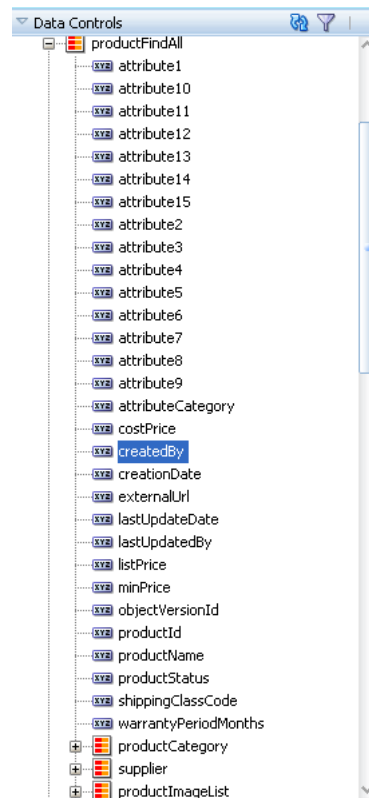 Data Controls
productFindAll
attribute1
attribute10
attribute11
attribute12
attribute13
attribute14
attribute15
attribute2
attribute3
attribute4
attribute5
attribute6
attribute7
attribute8
attribute9
attributeCategory
costPrice
createdBy
creationDate
externalUrl
lastUpdateDate
lastUpdatedBy
listPrice
minPrice
objectVersionId
productId
productName
productStatus
shippingClassCode
warrantyPeriodMonths
productCategory
supplier
productImageList